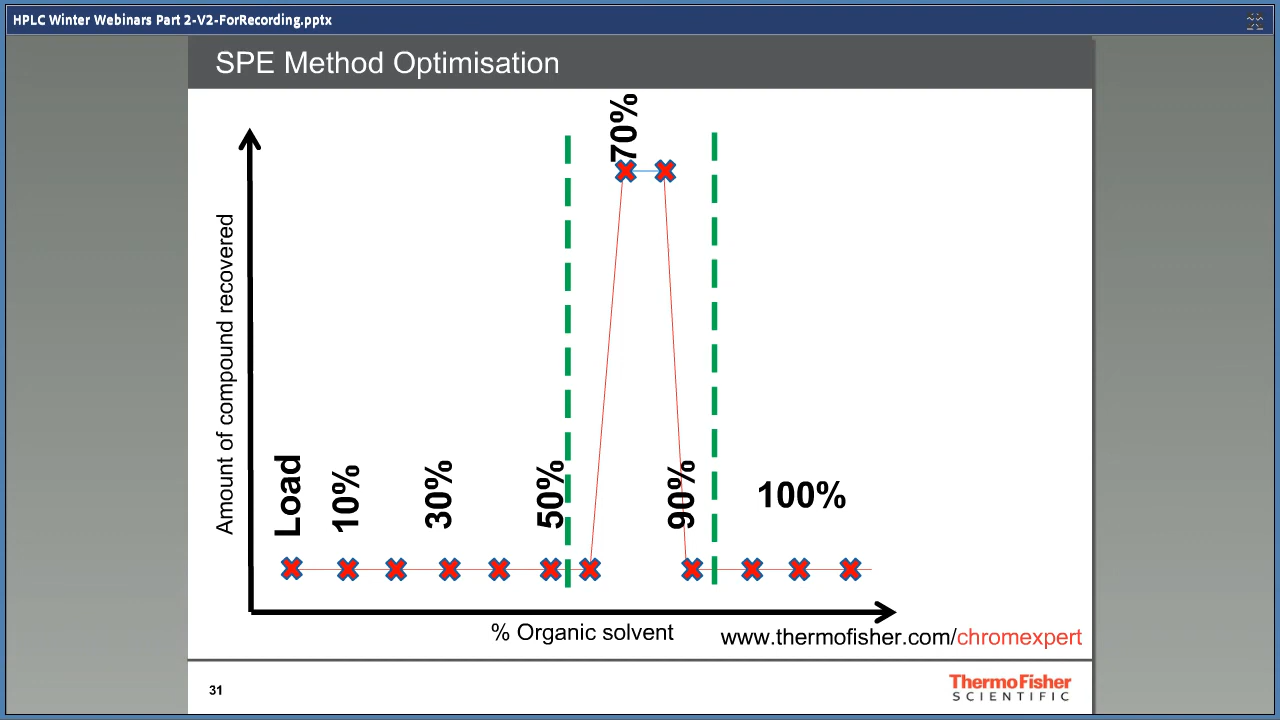 HPLC Winter Webinars Part 2-V2-ForRecording.pptx
SPE Method Optimisation
Amount of compound recovered
Load
10%
30%
50%
70%
90%
100%
% Organic solvent
www.thermofisher.com/chromexpert
31
ThermoFisher
SCIENTIFIC